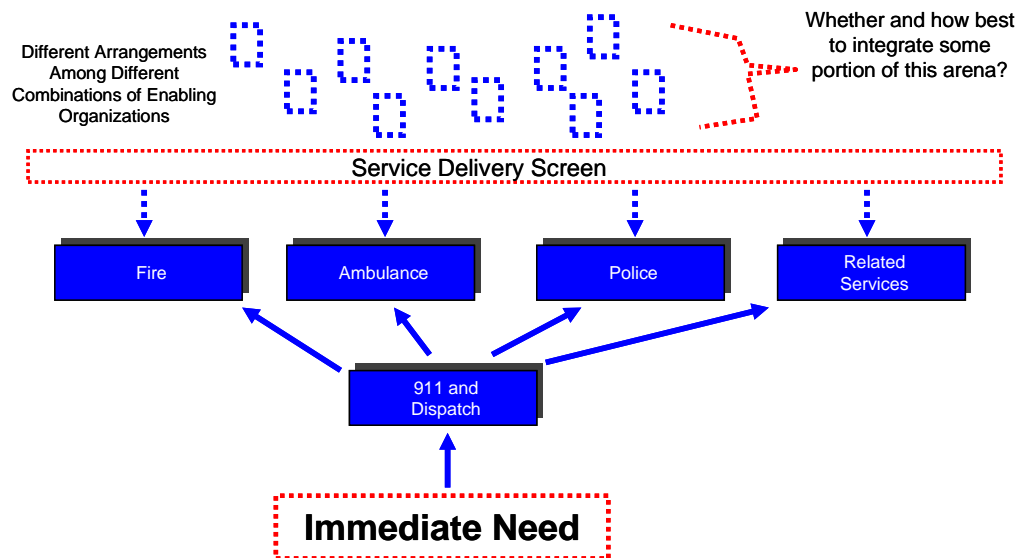 Different Arrangements
Among Different
Combinations of Enabling
Organizations
Whether and how best
to integrate some
portion of this arena?
Service Delivery Screen
Fire
Ambulance
Police
Related
Services
911 and
Dispatch
Immediate Need